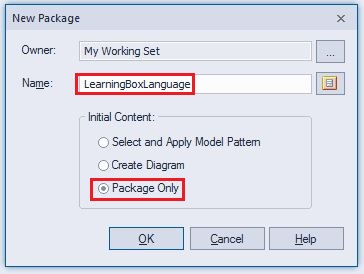 New Package
Owner: My Working Set ...
Name: LearningBoxLanguage
Initial Content:
Select and Apply Model Pattern
Create Diagram
Package Only
OK Cancel Help